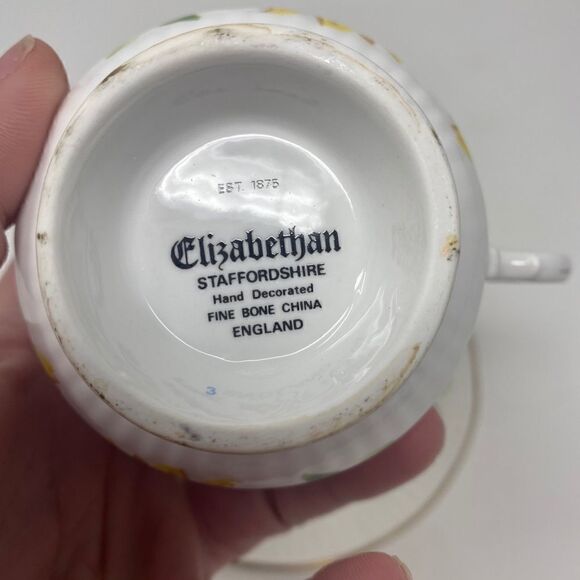 EST. 1875
Elizabethan
STAFFORDSHIRE
Hand Decorated
FINE BONE CHINA
ENGLAND
3